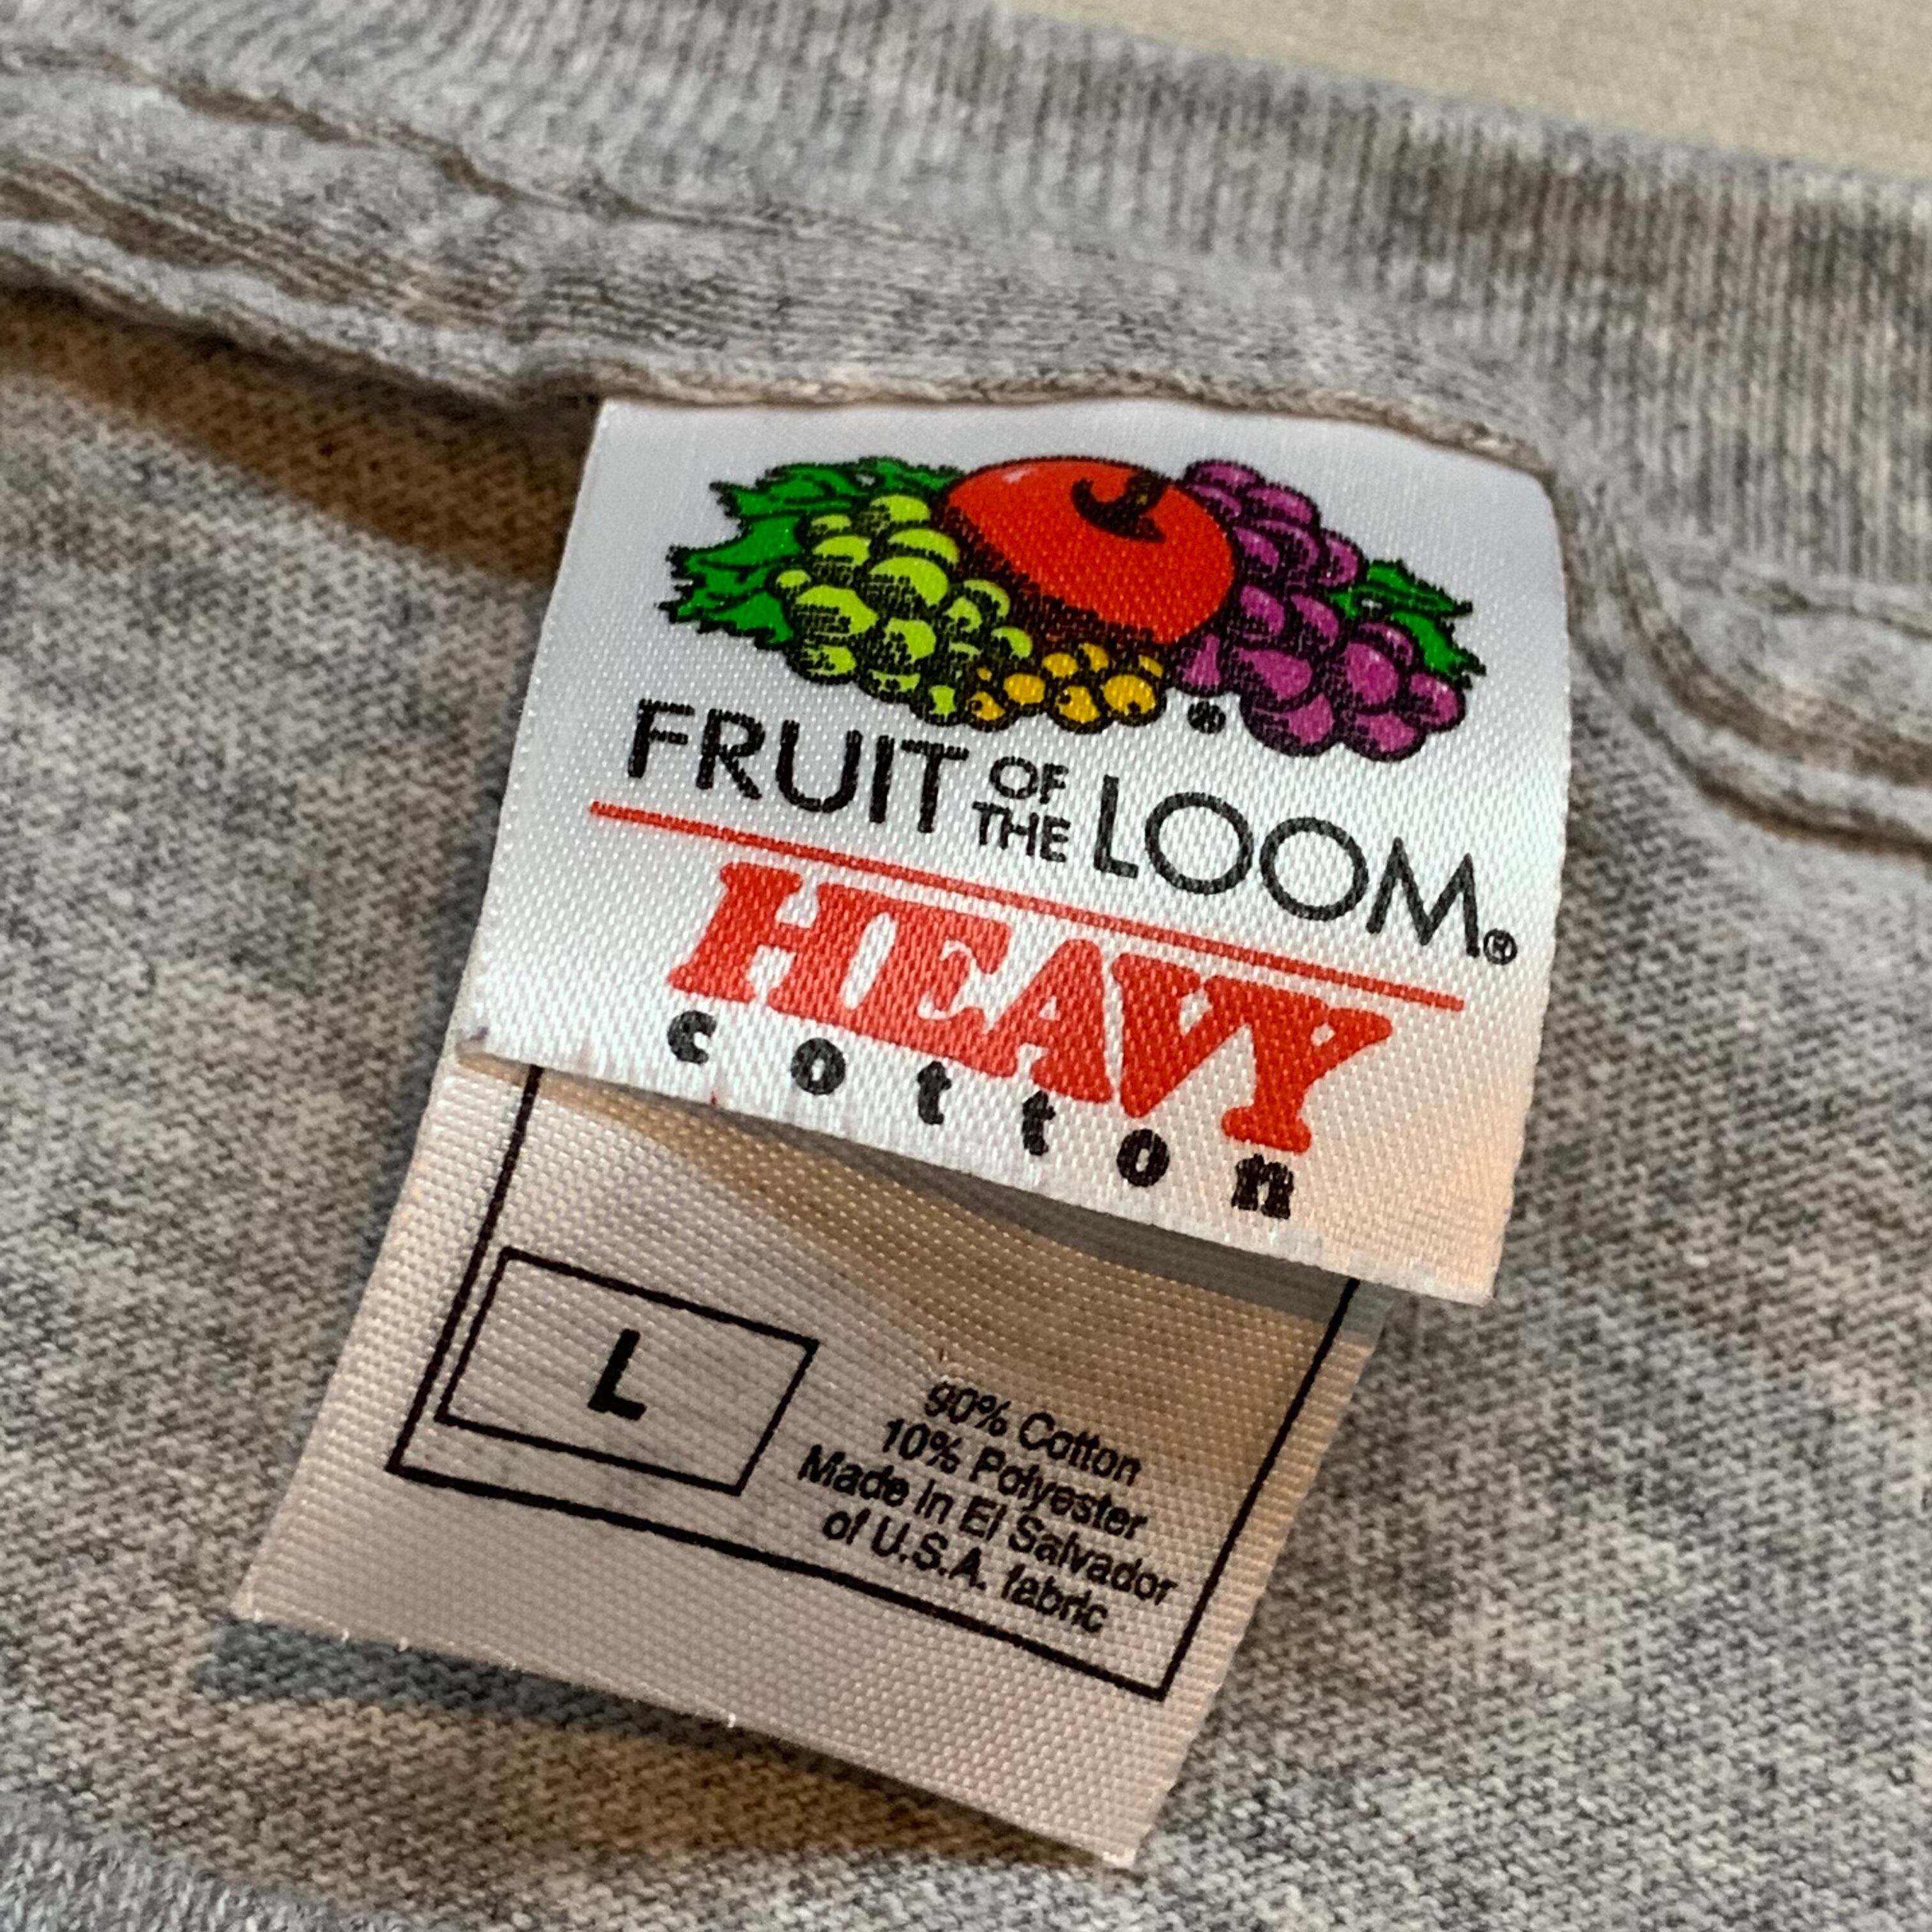 FRUIT OF THE LOOM®
HEAVY
cotton
L
90% Cotton
10% Polyester
Made in El Salvador
of U.S.A. fabric